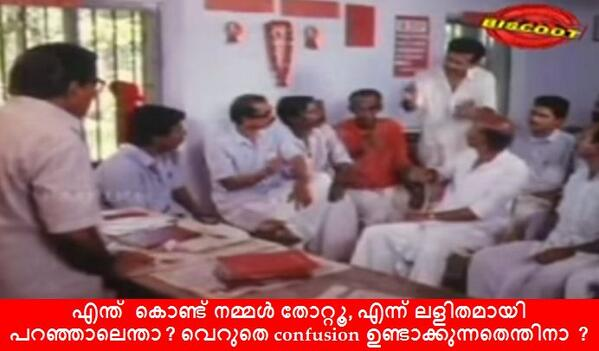 BISCOOT
എന്ത് കൊണ്ട് നമ്മൾ തോറ്റൂ, എന്ന് ലളിതമായി
പറഞ്ഞാലെന്താ ? വെറുതെ confusion ഉണ്ടാക്കുന്നതെന്തിനാ ?